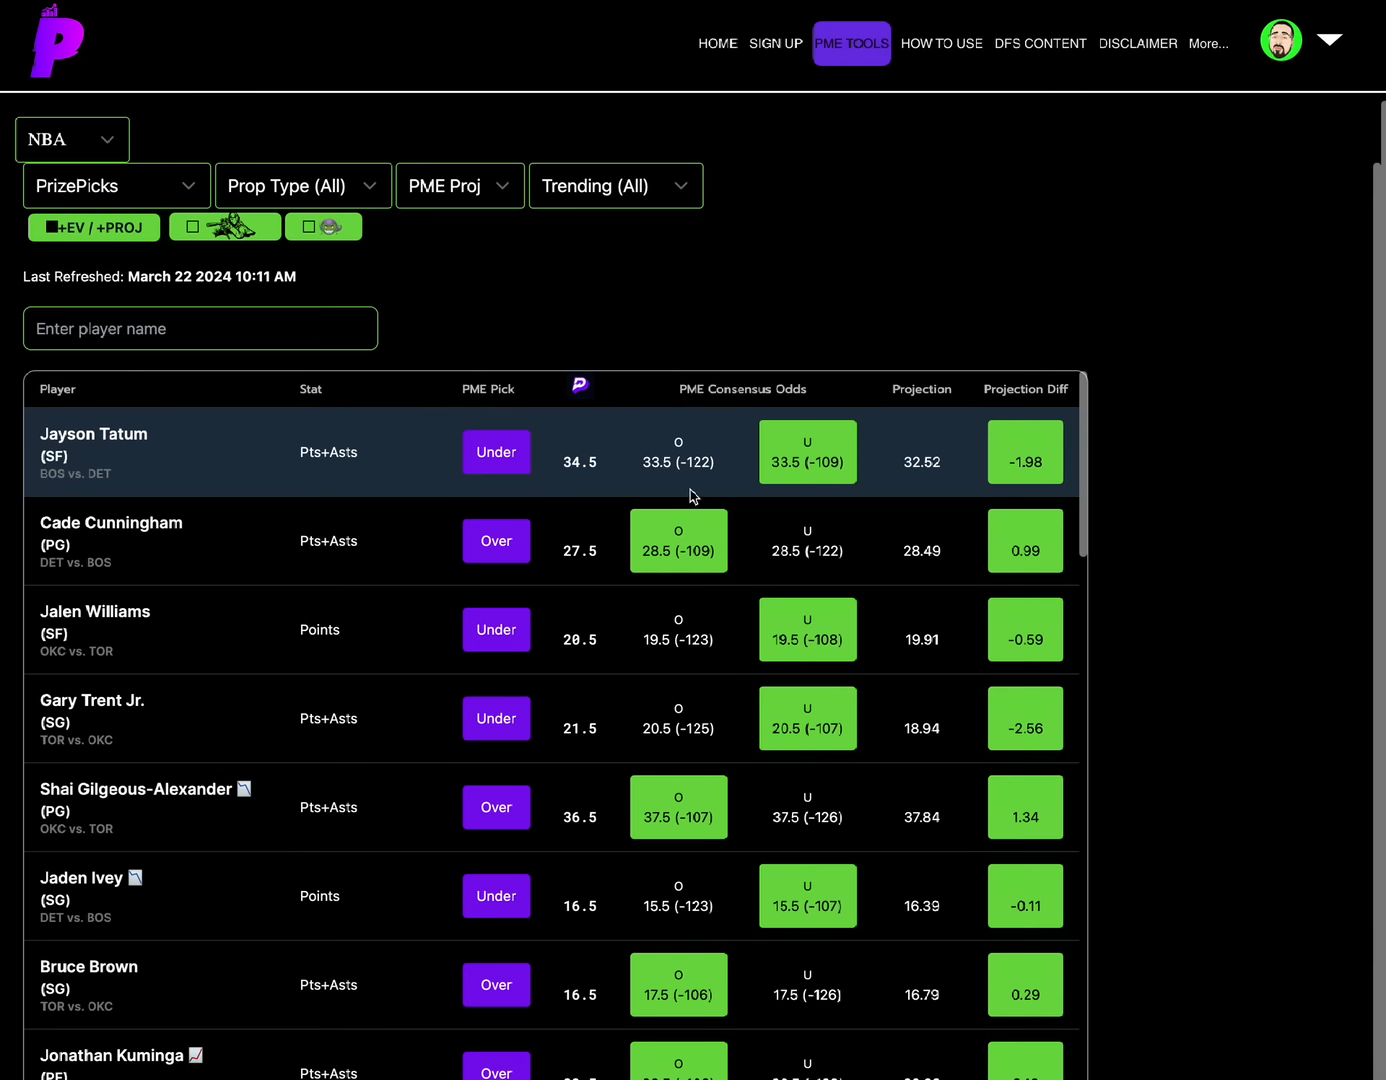 HOME SIGN UP PME TOOLS HOW TO USE DFS CONTENT DISCLAIMER More...
NBA
PrizePicks Prop Type (All) PME Proj Trending (All)
+EV / +PROJ
Last Refreshed: March 22 2024 10:11 AM
Enter player name
Player Stat PME Pick PME Consensus Odds Projection Projection Diff
Jayson Tatum
(SF)
BOS vs. DET
Pts+Asts Under 34.5
O
33.5 (-122)
U
33.5 (-109)
32.52 -1.98
Cade Cunningham
(PG)
DET vs. BOS
Pts+Asts Over 27.5
O
28.5 (-109)
U
28.5 (-122)
28.49 0.99
Jalen Williams
(SF)
OKC vs. TOR
Points Under 20.5
O
19.5 (-123)
U
19.5 (-108)
19.91 -0.59
Gary Trent Jr.
(SG)
TOR vs. OKC
Pts+Asts Under 21.5
O
20.5 (-125)
U
20.5 (-107)
18.94 -2.56
Shai Gilgeous-Alexander
(PG)
OKC vs. TOR
Pts+Asts Over 36.5
O
37.5 (-107)
U
37.5 (-126)
37.84 1.34
Jaden Ivey
(SG)
DET vs. BOS
Points Under 16.5
O
15.5 (-123)
U
15.5 (-107)
16.39 -0.11
Bruce Brown
(SG)
TOR vs. OKC
Pts+Asts Over 16.5
O
17.5 (-106)
U
17.5 (-126)
16.79 0.29
Jonathan Kuminga
(PF)
Pts+Asts Over
O
U